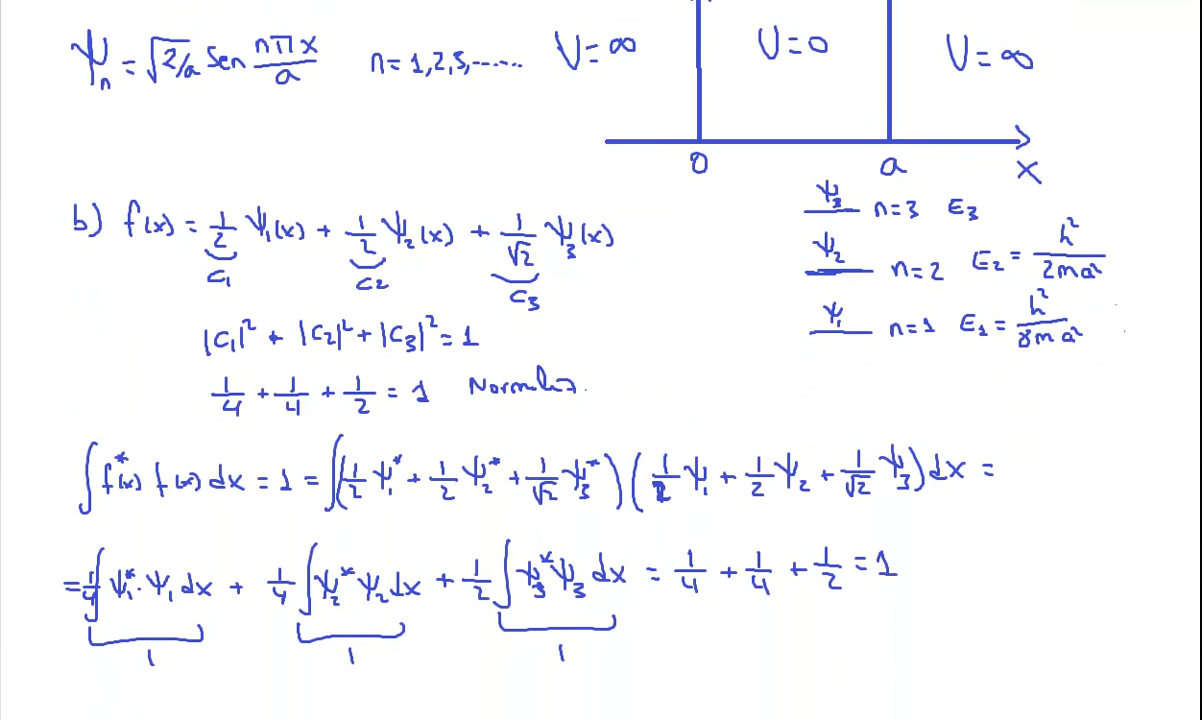 ψₙ = √2/a Sen nπx/a n = 1,2,3,------
V=∞ V=0 V=∞
0 a x
ψ₃ n=3 E₃
ψ₂ n=2 E₂ = h²/2ma²
ψ₁ n=1 E₁ = h²/8ma²
b) f(x) = 1/2 ψ₁(x) + 1/2 ψ₂(x) + 1/√2 ψ₃(x)
C₁ C₂ C₃
|C₁|² + |C₂|² + |C₃|² = 1
1/4 + 1/4 + 1/2 = 1
∫f*(x) f(x) dx = 1 = ∫(1/2 ψ₁* + 1/2 ψ₂* + 1/√2 ψ₃*)(1/2 ψ₁ + 1/2 ψ₂ + 1/√2 ψ₃)dx =
= 1/4 ∫ψ₁*·ψ₁ dx + 1/4 ∫ψ₂* ψ₂ dx + 1/2 ∫ψ₃* ψ₃ dx = 1/4 + 1/4 + 1/2 = 1
1 1 1